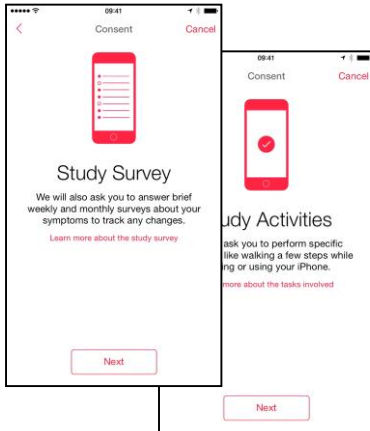 09:41
Consent
Cancel
Study Survey
We will also ask you to answer brief
weekly and monthly surveys about your
symptoms to track any changes.
Learn more about the study survey
Next
09:41
Consent
Cancel
udy Activities
ask you to perform specific
like walking a few steps while
ng or using your iPhone.
more about the tasks involved
Next